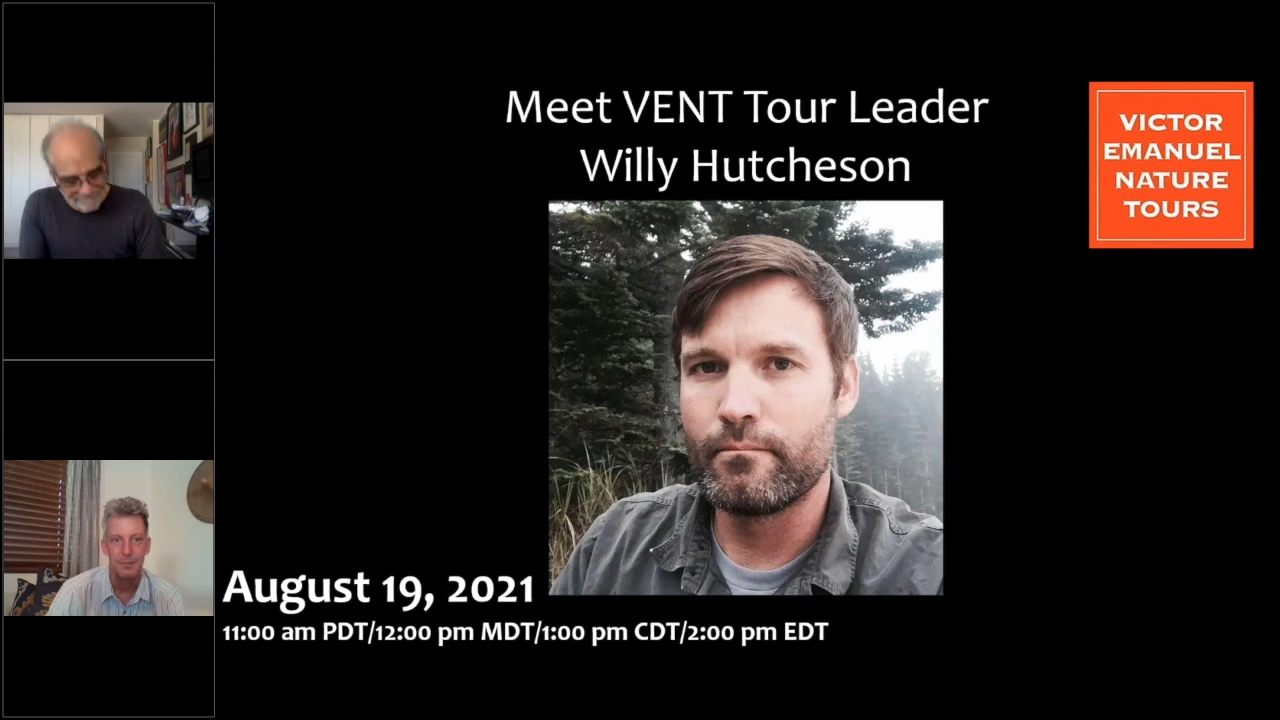 Meet VENT Tour Leader
Willy Hutcheson
VICTOR
EMANUEL
NATURE
TOURS
August 19, 2021
11:00 am PDT/12:00 pm MDT/1:00 pm CDT/2:00 pm EDT